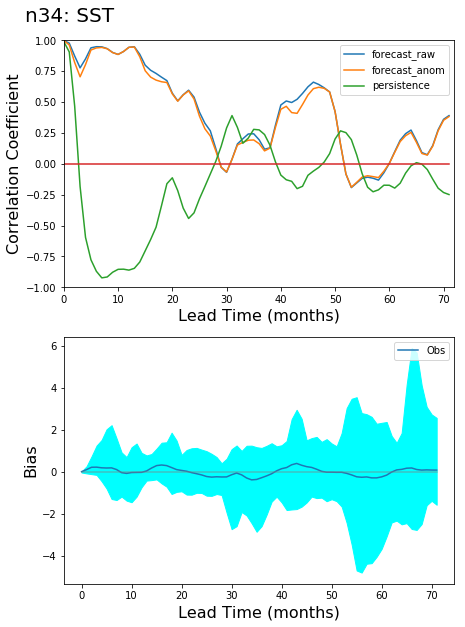 n34: SST
1.00
0.75
0.50
0.25
0.00
−0.25
−0.50
−0.75
−1.00
Correlation Coefficient
forecast_raw
forecast_anom
persistence
0 10 20 30 40 50 60 70
Lead Time (months)
6
4
2
0
−2
−4
Bias
Obs
0 10 20 30 40 50 60 70
Lead Time (months)